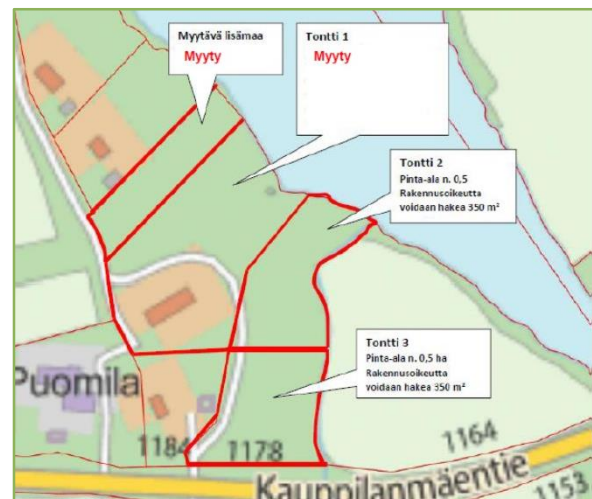 Myytävä lisämaa
Myyty
Tontti 1
Myyty
Tontti 2
Pinta-ala n. 0,5
Rakennusoikeutta
voidaan hakea 350 m²
Tontti 3
Pinta-ala n. 0,5 ha
Rakennusoikeutta
voidaan hakea 350 m²
Puomila
1184
1178
1164
Kauppilanmäentie
1153